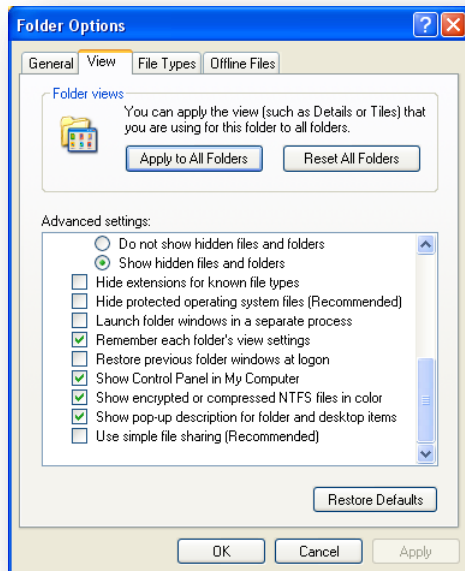 Folder Options
General View File Types Offline Files
Folder views
You can apply the view (such as Details or Tiles) that
you are using for this folder to all folders.
Apply to All Folders Reset All Folders
Advanced settings:
Do not show hidden files and folders
Show hidden files and folders
Hide extensions for known file types
Hide protected operating system files (Recommended)
Launch folder windows in a separate process
Remember each folder's view settings
Restore previous folder windows at logon
Show Control Panel in My Computer
Show encrypted or compressed NTFS files in color
Show pop-up description for folder and desktop items
Use simple file sharing (Recommended)
Restore Defaults
OK Cancel Apply